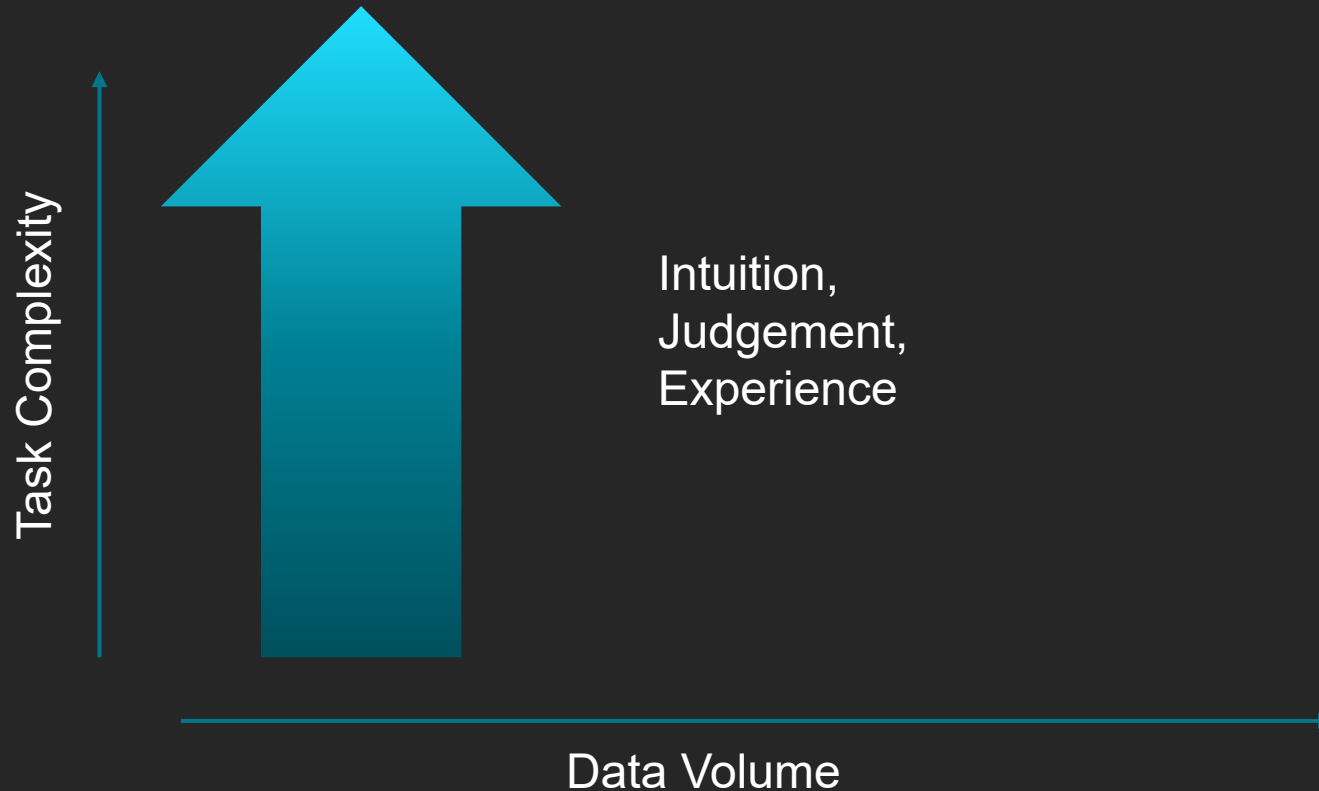 Task Complexity
Intuition,
Judgement,
Experience
Data Volume